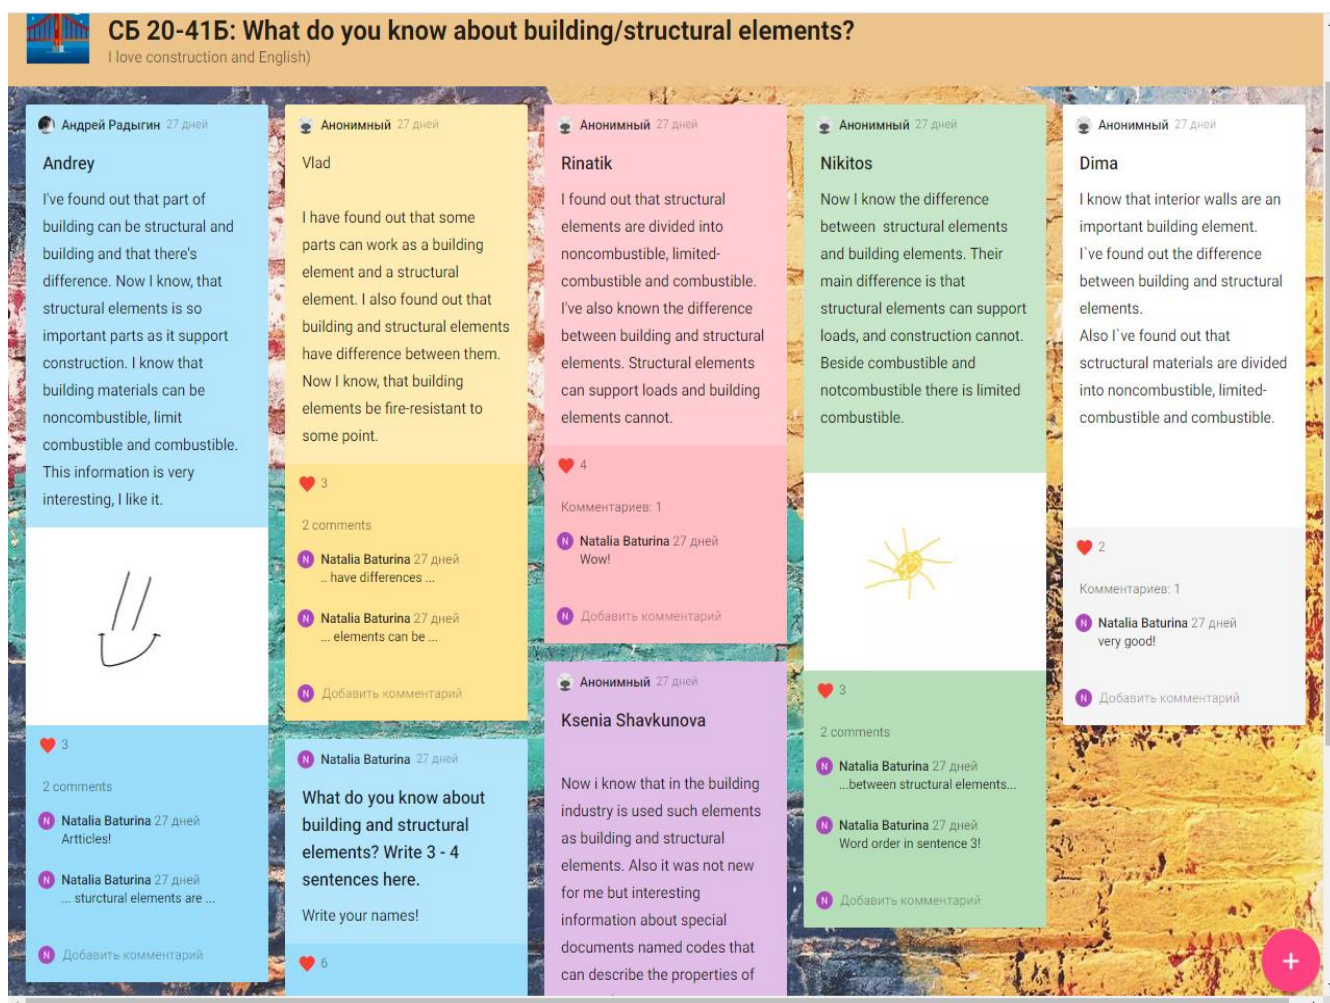 СБ 20-41Б: What do you know about building/structural elements?
I love construction and English)
Андрей Радыгин 27 дней
Andrey
I've found out that part of
building can be structural and
building and that there's
difference. Now I know, that
structural elements is so
important parts as it support
construction. I know that
building materials can be
noncombustible, limit
combustible and combustible.
This information is very
interesting, I like it.
3
2 comments
Natalia Baturina 27 дней
Artticles!
Natalia Baturina 27 дней
... sturctural elements are ...
Добавить комментарий
Анонимный 27 дней
Vlad
I have found out that some
parts can work as a building
element and a structural
element. I also found out that
building and structural elements
have difference between them.
Now I know, that building
elements be fire-resistant to
some point.
3
2 comments
Natalia Baturina 27 дней
.. have differences ...
Natalia Baturina 27 дней
... elements can be ...
Добавить комментарий
Natalia Baturina 27 дней
What do you know about
building and structural
elements? Write 3 - 4
sentences here.
Write your names!
6
Анонимный 27 дней
Rinatik
I found out that structural
elements are divided into
noncombustible, limited-
combustible and combustible.
I've also known the difference
between building and structural
elements. Structural elements
can support loads and building
elements cannot.
4
Комментариев: 1
Natalia Baturina 27 дней
Wow!
Добавить комментарий
Анонимный 27 дней
Ksenia Shavkunova
Now i know that in the building
industry is used such elements
as building and structural
elements. Also it was not new
for me but interesting
information about special
documents named codes that
can describe the properties of
Анонимный 27 дней
Nikitos
Now I know the difference
between structural elements
and building elements. Their
main difference is that
structural elements can support
loads, and construction cannot.
Beside combustible and
notcombustible there is limited
combustible.
3
2 comments
Natalia Baturina 27 дней
...between structural elements...
Natalia Baturina 27 дней
Word order in sentence 3!
Добавить комментарий
Анонимный 27 дней
Dima
I know that interior walls are an
important building element.
I`ve found out the difference
between building and structural
elements.
Also I`ve found out that
sctructural materials are divided
into noncombustible, limited-
combustible and combustible.
2
Комментариев: 1
Natalia Baturina 27 дней
very good!
Добавить комментарий